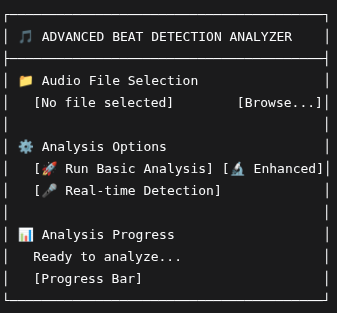 🎵 ADVANCED BEAT DETECTION ANALYZER
📁 Audio File Selection
[No file selected] [Browse...]
⚙️ Analysis Options
[🚀 Run Basic Analysis] [🔬 Enhanced]
[🎤 Real-time Detection]
📊 Analysis Progress
Ready to analyze...
[Progress Bar]